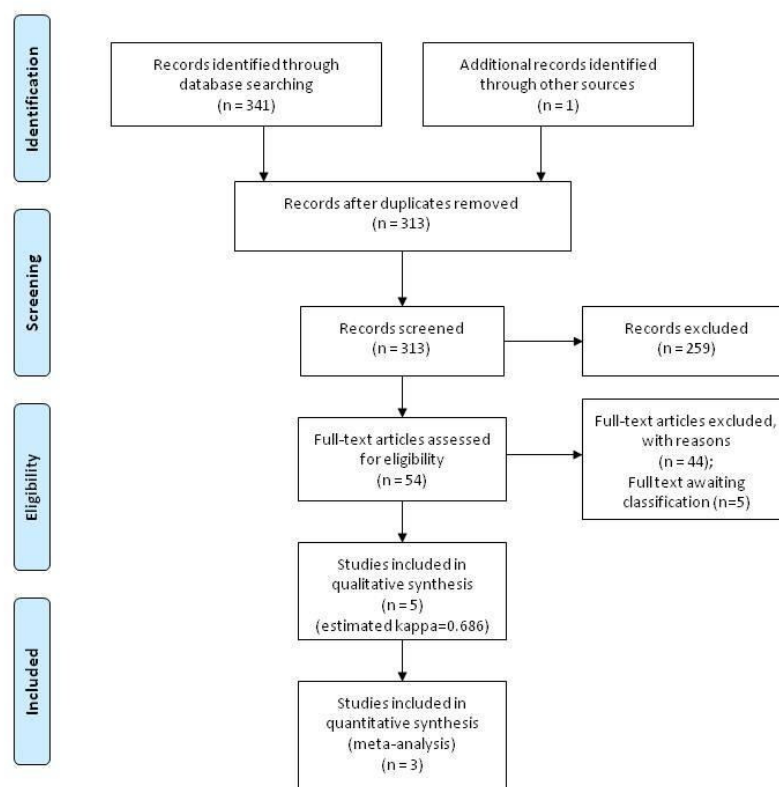 Identification
Records identified through
database searching
(n = 341)
Additional records identified
through other sources
(n = 1)
Records after duplicates removed
(n = 313)
Screening
Records screened
(n = 313)
Records excluded
(n = 259)
Eligibility
Full-text articles assessed
for eligibility
(n = 54)
Full-text articles excluded,
with reasons
(n = 44);
Full text awaiting
classification (n=5)
Studies included in
qualitative synthesis
(n = 5)
(estimated kappa=0.686)
Included
Studies included in
quantitative synthesis
(meta-analysis)
(n = 3)